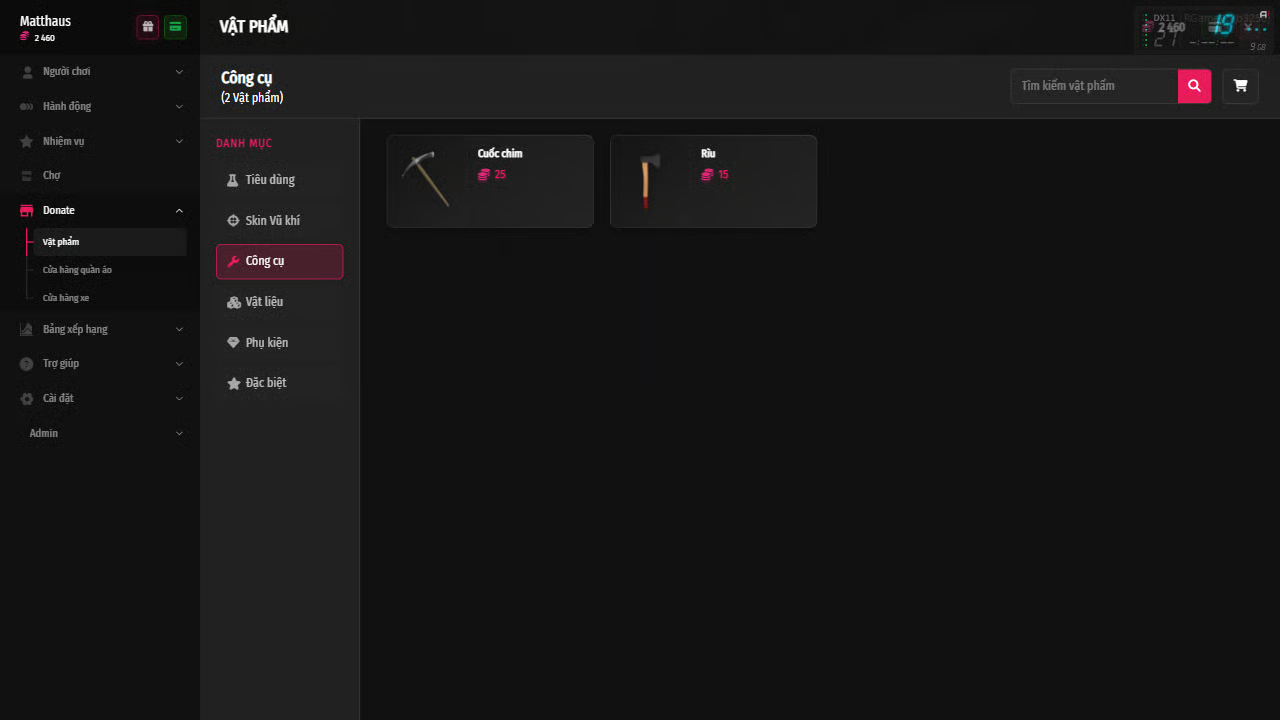 Matthaus
2 460
Người chơi
Hành động
Nhiệm vụ
Chợ
Donate
Vật phẩm
Cửa hàng quần áo
Cửa hàng xe
Bảng xếp hạng
Trợ giúp
Cài đặt
Admin
VẬT PHẨM
DX11
2 460
19
9 GB
Công cụ
(2 Vật phẩm)
Tìm kiếm vật phẩm
DANH MỤC
Tiêu dùng
Skin Vũ khí
Công cụ
Vật liệu
Phụ kiện
Đặc biệt
Cuốc chim
25
Rìu
15